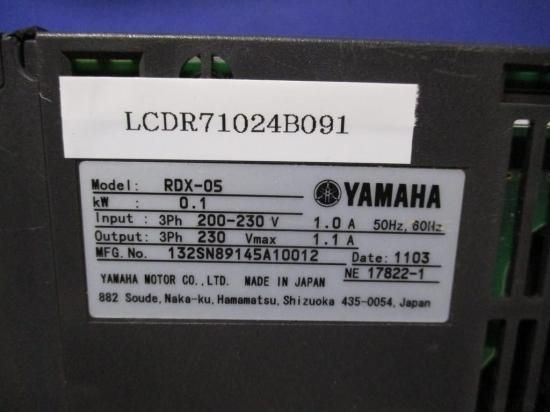 LCDR71024B091
Model: RDX-05 YAMAHA
kW : 0.1
Input : 3Ph 200-230 V 1.0 A 50Hz, 60Hz
Output: 3Ph 230 Vmax 1.1 A
MFG. No. 132SN89145A10012 Date: 1103
YAMAHA MOTOR CO., LTD. MADE IN JAPAN NE 17822-1
882 Soude, Naka-ku, Hamamatsu, Shizuoka 435-0054, Japan